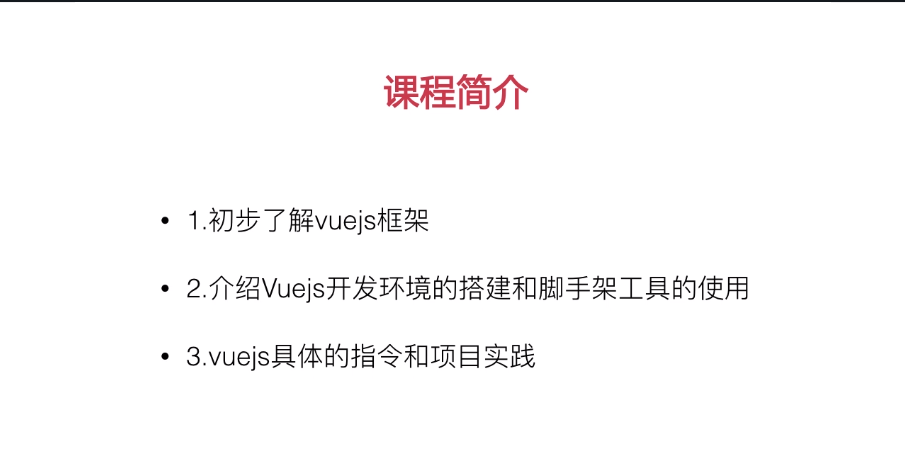 课程简介
• 1.初步了解vuejs框架
• 2.介绍Vuejs开发环境的搭建和脚手架工具的使用
• 3.vuejs具体的指令和项目实践